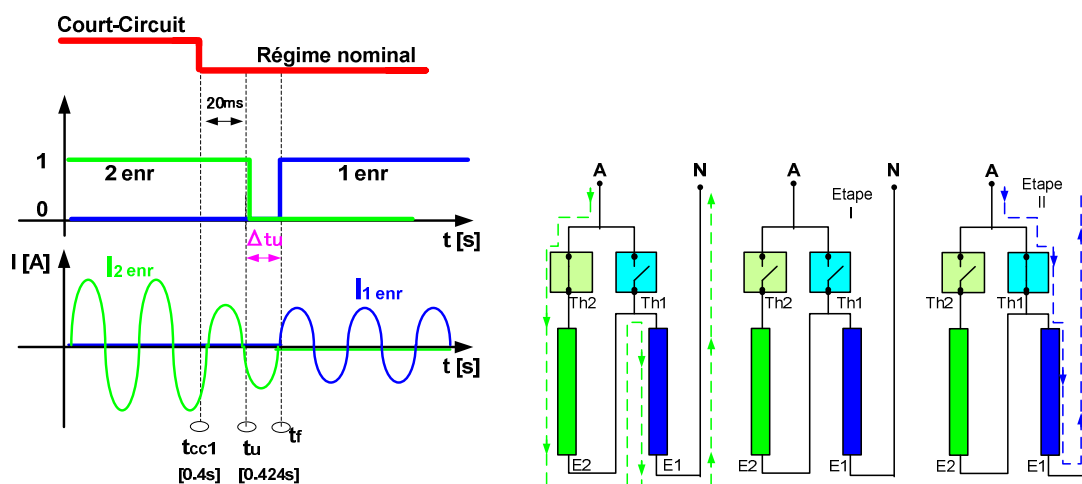 Court-Circuit
Régime nominal
20ms
1
2 enr
1 enr
0
t [s]
Δtu
I [A]
I2 enr
I1 enr
t [s]
tcc1
tu
tf
[0.4s]
[0.424s]
A
N
Th2
Th1
E2
E1
A
N
Etape
I
Th2
Th1
E2
E1
A
Etape
II
Th2
Th1
E2
E1